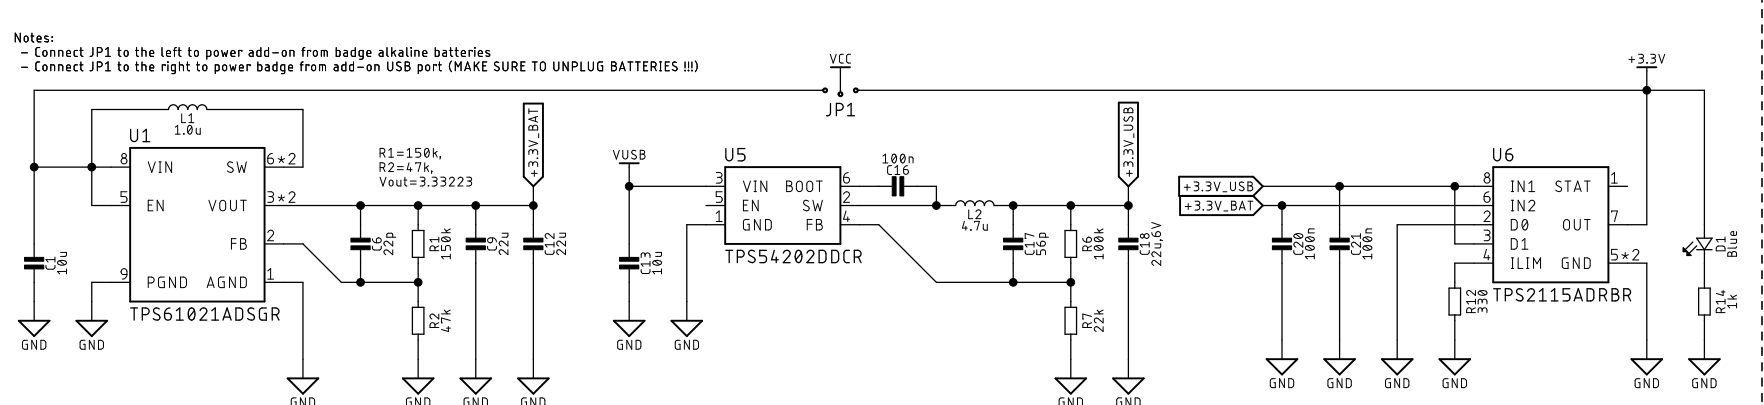 Notes:
- Connect JP1 to the left to power add-on from badge alkaline batteries
- Connect JP1 to the right to power badge from add-on USB port (MAKE SURE TO UNPLUG BATTERIES !!!)
VCC
JP1
+3.3V
L1
1.0u
U1
8 VIN SW 6*2
5 EN VOUT 3*2
FB 2
9 PGND AGND 1
TPS61021ADSGR
C1
10u
GND
GND
GND
R1=150k,
R2=47k,
Vout=3.33223
+3.3V_BAT
C6
22p
R1
150k
C9
22u
C12
22u
R2
47k
GND
GND
GND
VUSB
C13
10u
GND
GND
U5
3 VIN BOOT 6
5 EN SW 2
1 GND FB 4
TPS54202DDCR
100n
C16
L2
4.7u
+3.3V_USB
C17
56p
R6
100k
C18
22u,6V
R7
22k
GND
GND
+3.3V_USB
+3.3V_BAT
C20
100n
C21
100n
R12
330
GND
GND
GND
GND
U6
8 IN1 STAT 1
6 IN2
2 D0 OUT 7
3 D1
4 ILIM GND 5*2
TPS2115ADRBR
GND
D1
Blue
R14
1k
GND